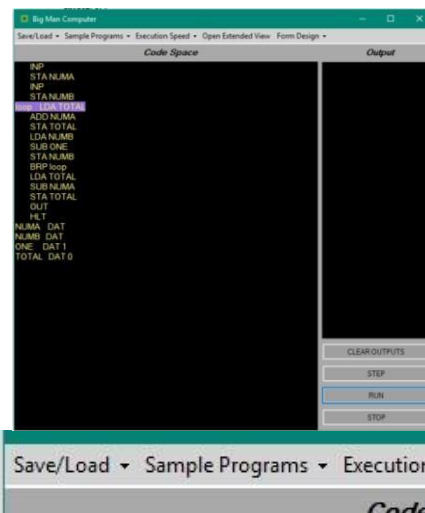 Big Man Computer
Save/Load Sample Programs Execution Speed Open Extended View Form Design
Code Space Output
INP
STA NUMA
INP
STA NUMB
loop LDA TOTAL
ADD NUMA
STA TOTAL
LDA NUMB
SUB ONE
STA NUMB
BRP loop
LDA TOTAL
SUB NUMA
STA TOTAL
OUT
HLT
NUMA DAT
NUMB DAT
ONE DAT 1
TOTAL DAT 0
CLEAR OUTPUTS
STEP
RUN
STOP
Save/Load Sample Programs Execution
Code